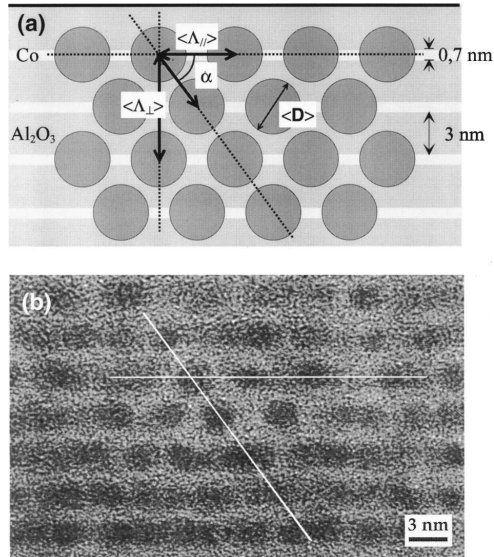 (a)
<Λ//>
Co
0,7 nm
α
<Λ⊥>
<D>
Al₂O₃
3 nm
(b)
3 nm